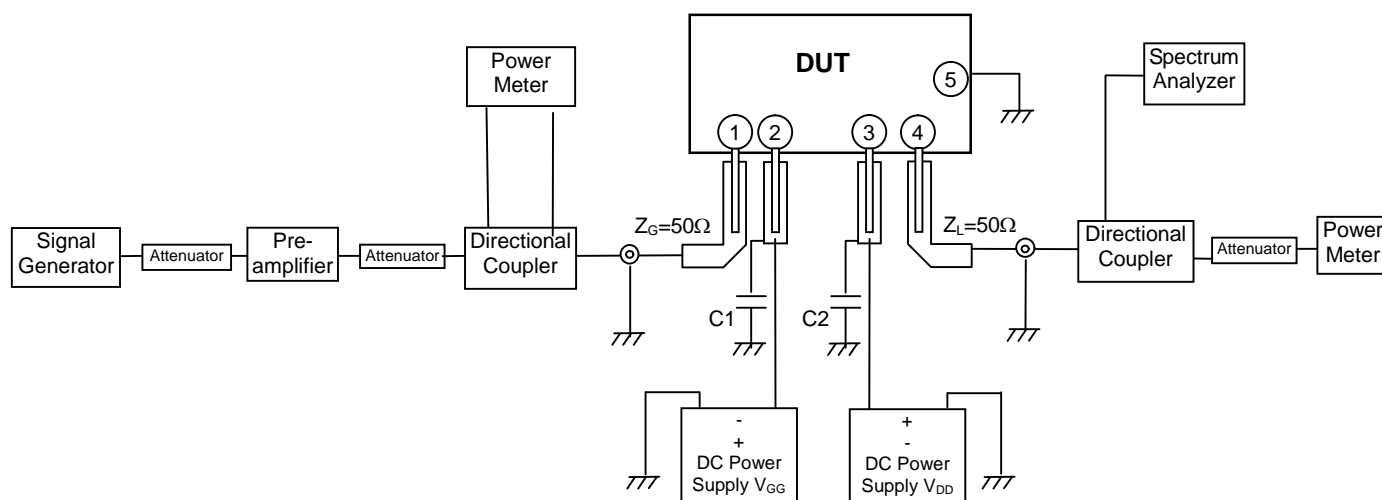 Power
Meter
DUT
5
Spectrum
Analyzer
1
2
3
4
Z_G=50Ω
Z_L=50Ω
Signal
Generator
Attenuator
Pre-
amplifier
Attenuator
Directional
Coupler
Directional
Coupler
Attenuator
Power
Meter
C1
C2
-
+
DC Power
Supply V_GG
+
-
DC Power
Supply V_DD